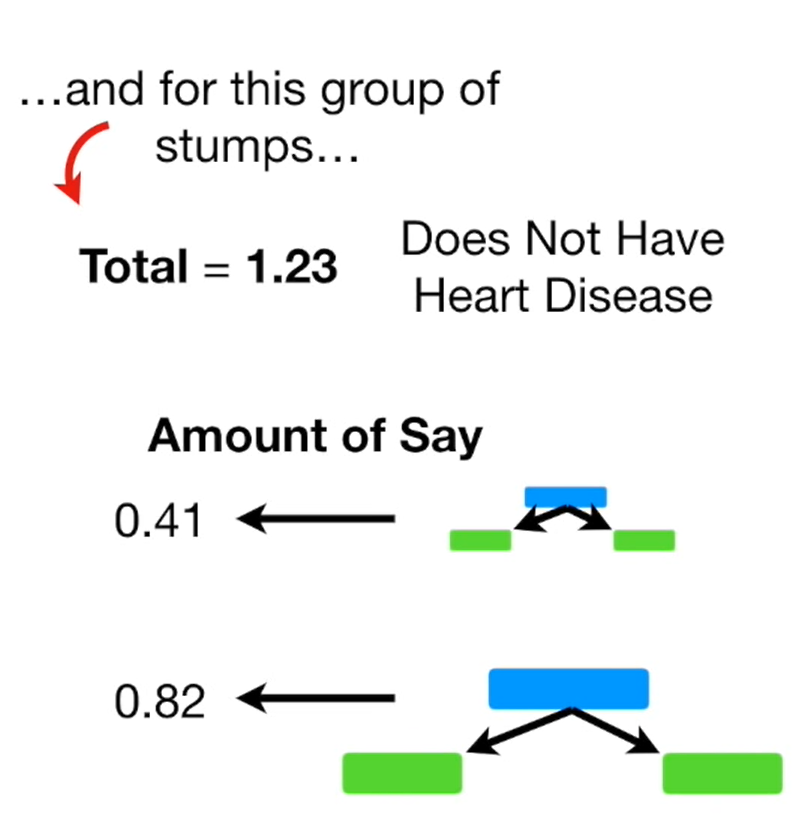 ...and for this group of
stumps...
Total = 1.23
Does Not Have
Heart Disease
Amount of Say
0.41
0.82